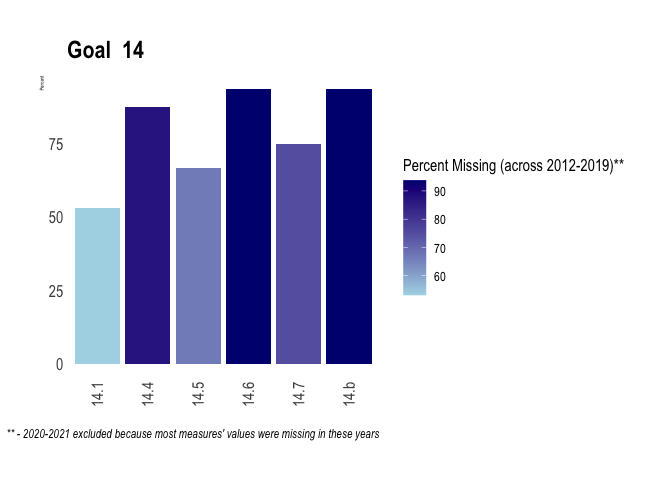 Goal 14
Percent
75
50
25
0
14.1
14.4
14.5
14.6
14.7
14.b
Percent Missing (across 2012-2019)**
90
80
70
60
** - 2020-2021 excluded because most measures' values were missing in these years